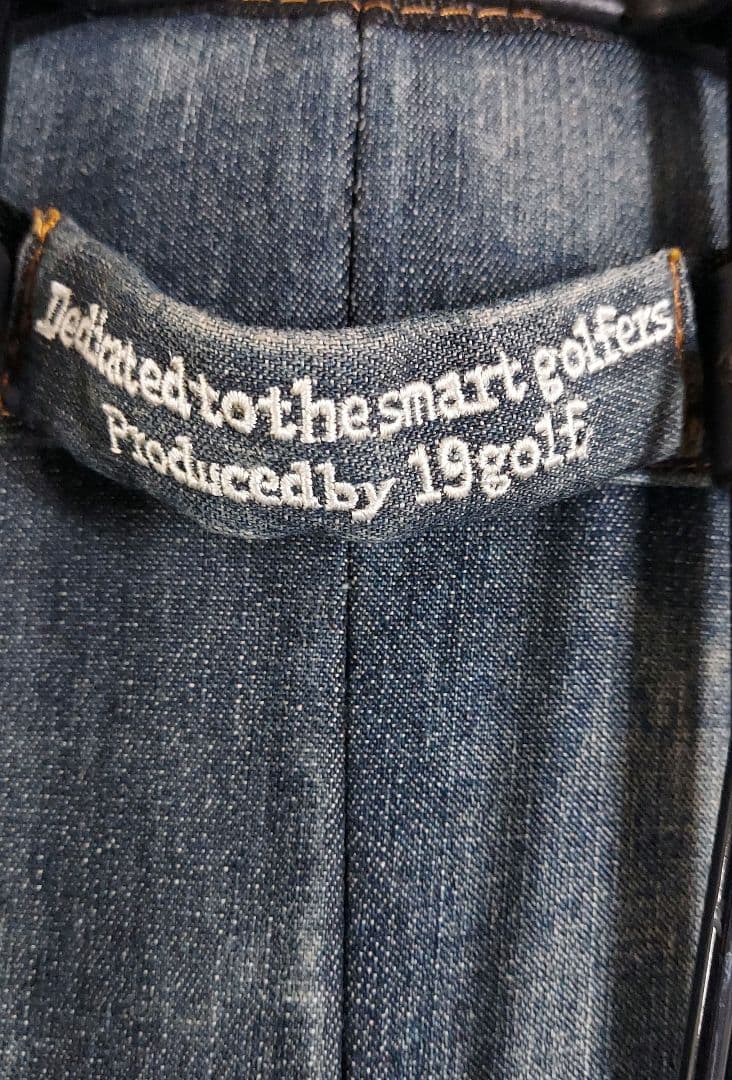 Dedicated to the smart golfers
Produced by 19golf